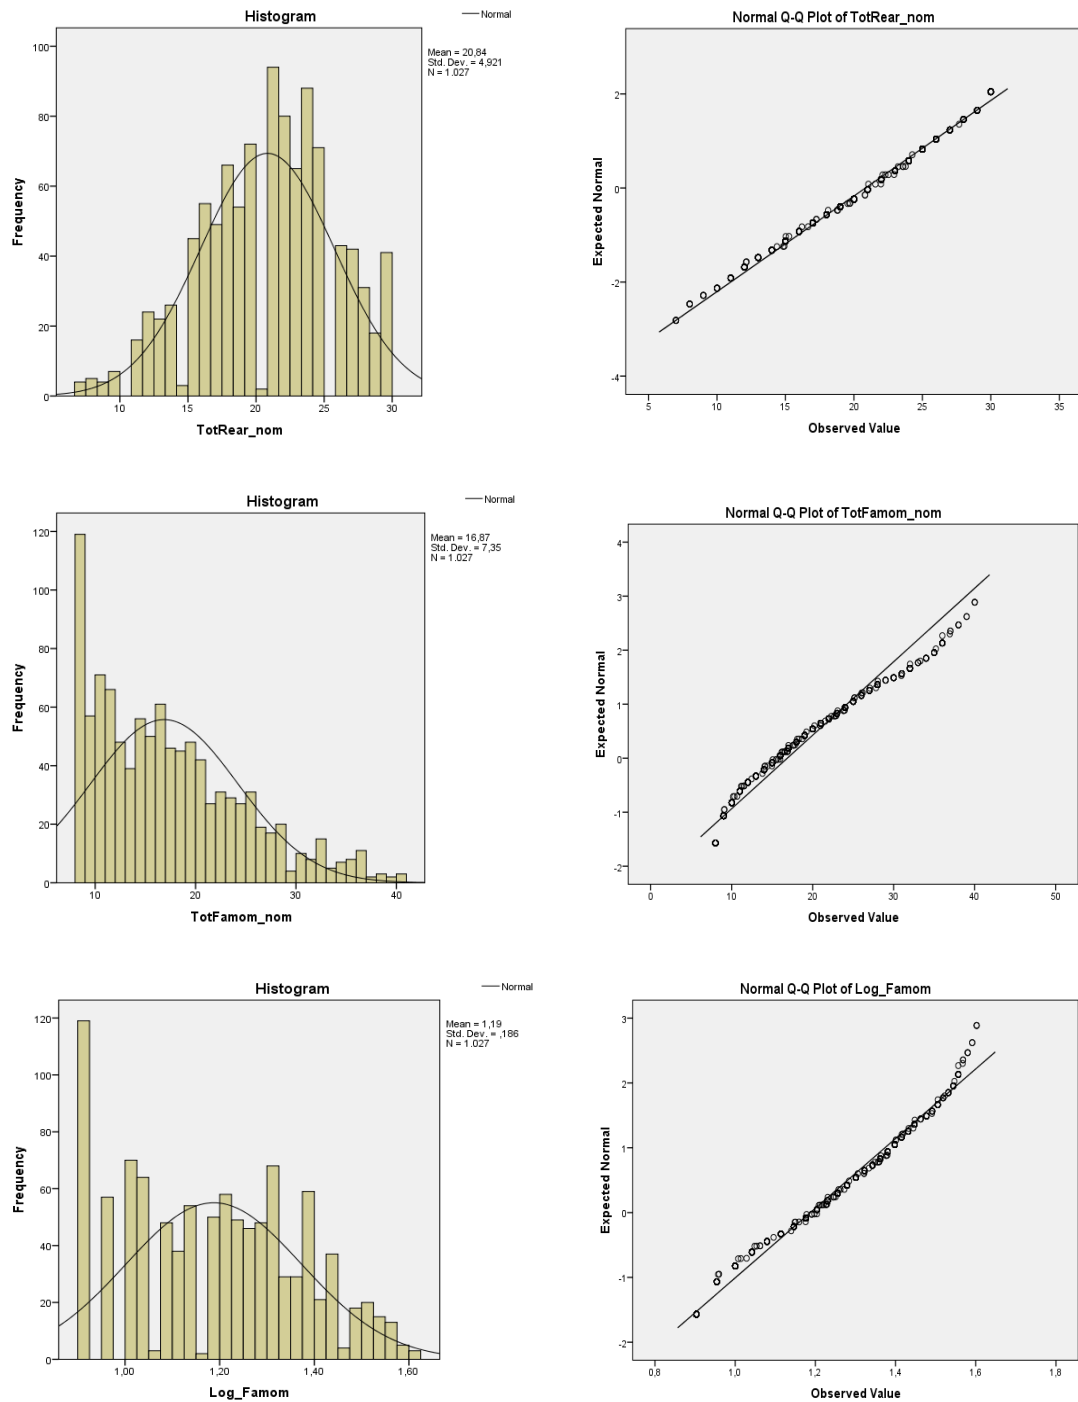 Histogram
Normal
Mean = 20,84
Std. Dev. = 4,921
N = 1.027
100
80
60
40
20
0
10
15
20
25
30
Frequency
TotRear_nom
Normal Q-Q Plot of TotRear_nom
2
0
-2
-4
5
10
15
20
25
30
35
Expected Normal
Observed Value
Histogram
Normal
Mean = 16,87
Std. Dev. = 7,35
N = 1.027
120
100
80
60
40
20
0
10
20
30
40
Frequency
TotFamom_nom
Normal Q-Q Plot of TotFamom_nom
4
3
2
1
0
-1
-2
0
10
20
30
40
50
Expected Normal
Observed Value
Histogram
Normal
Mean = 1,19
Std. Dev. = ,186
N = 1.027
120
100
80
60
40
20
0
1,00
1,20
1,40
1,60
Frequency
Log_Famom
Normal Q-Q Plot of Log_Famom
3
2
1
0
-1
-2
0,8
1,0
1,2
1,4
1,6
1,8
Expected Normal
Observed Value